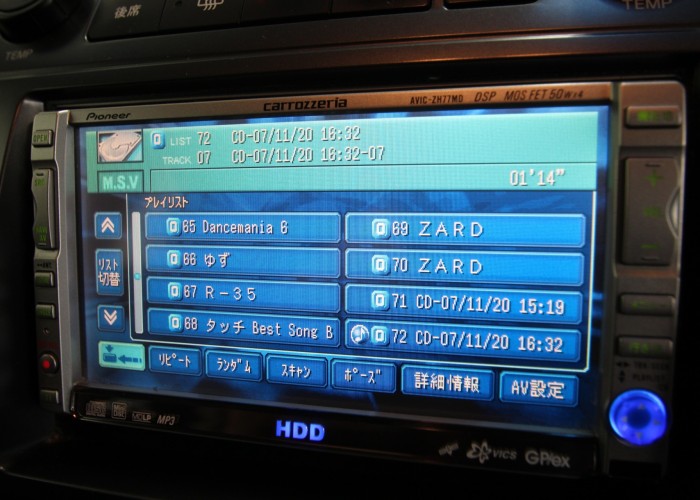 後席
TEMP
TEMP
Pioneer
carrozzeria
AVIC-ZH77MD
DSP
MOS FET 50W×4
OPEN
LIST 72 CD-07/11/20 16:32
TRACK 07 CD-07/11/20 16:32-07
M.S.V
01'14"
プレイリスト
65 Dancemania 6
69 ZARD
66 ゆず
70 ZARD
リスト
切替
67 R-35
71 CD-07/11/20 15:19
68 タッチ Best Song B
72 CD-07/11/20 16:32
リピート
ランダム
スキャン
ポーズ
詳細情報
AV設定
MP3
HDD
VICS
GPlex